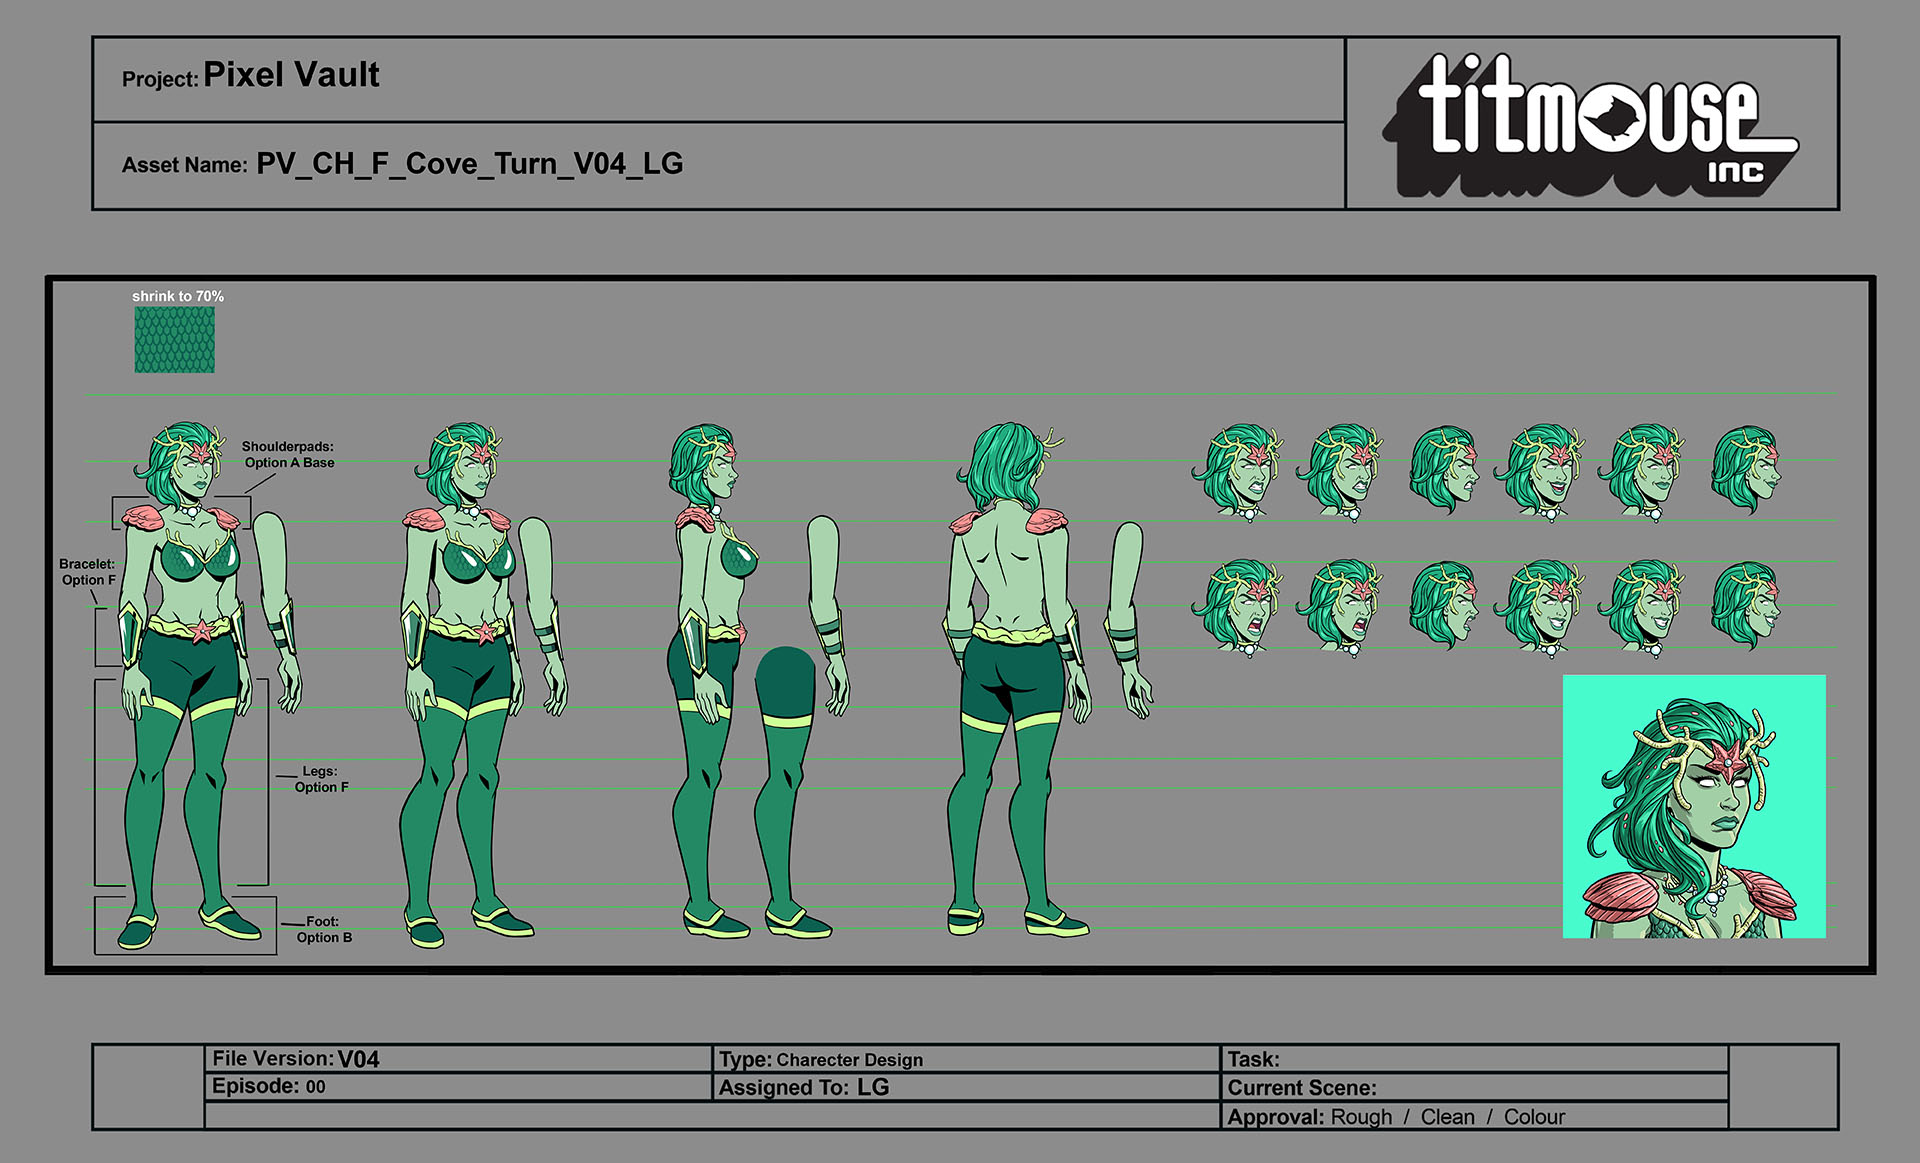 Project: Pixel Vault
titmouse
inc
Asset Name: PV_CH_F_Cove_Turn_V04_LG
shrink to 70%
Shoulderpads:
Option A Base
Bracelet:
Option F
Legs:
Option F
Foot:
Option B
File Version: V04
Type: Charecter Design
Task:
Episode: 00
Assigned To: LG
Current Scene:
Approval: Rough / Clean / Colour